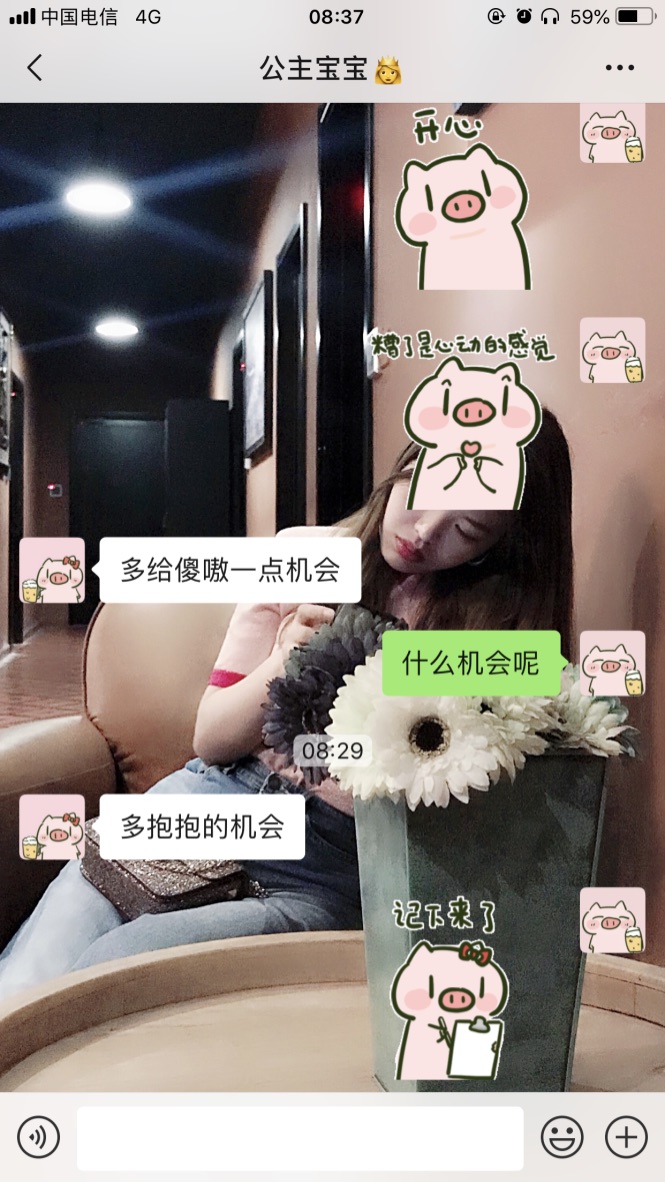 中国电信 4G 08:37 59%
公主宝宝
开心
糟了是心动的感觉
多给傻嗷一点机会
什么机会呢
08:29
多抱抱的机会
记下来了